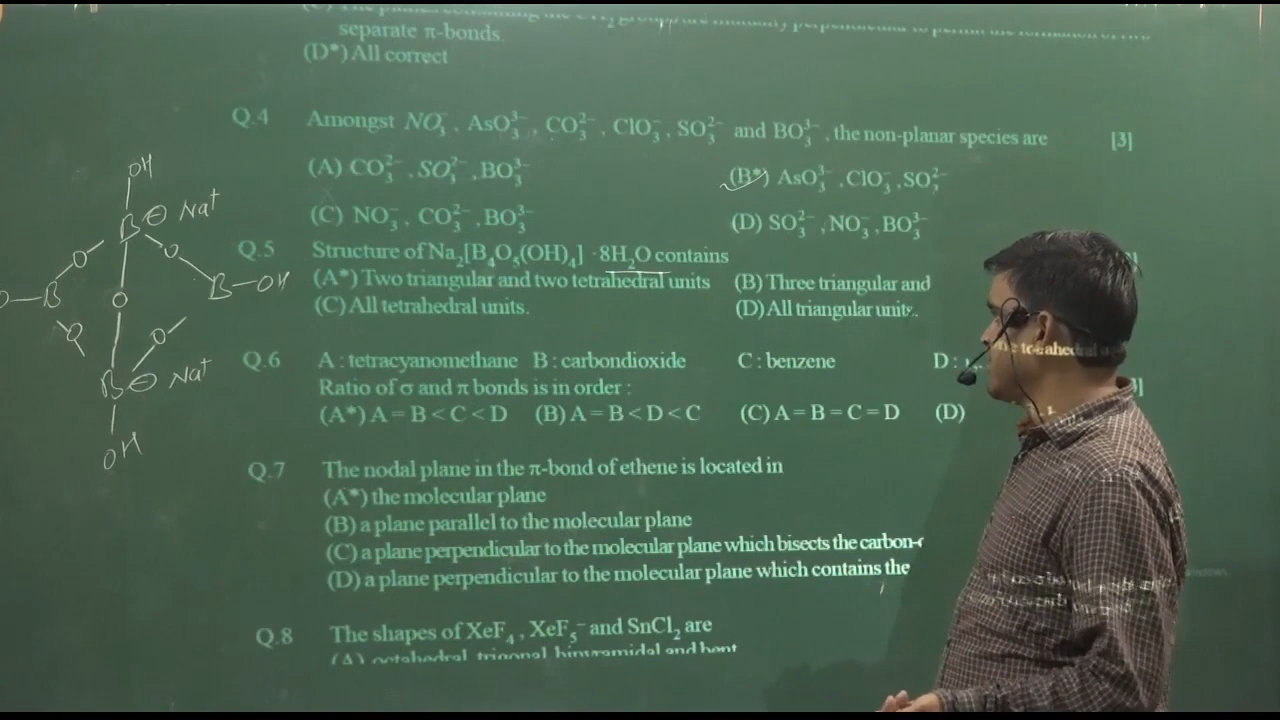 separate π-bonds.
(D*) All correct
Q.4 Amongst NO₃⁻, AsO₃³⁻, CO₃²⁻, ClO₃⁻, SO₃²⁻ and BO₃³⁻, the non-planar species are [3]
(A) CO₃²⁻, SO₃²⁻, BO₃³⁻ (B*) AsO₃³⁻, ClO₃⁻, SO₃²⁻
(C) NO₃⁻, CO₃²⁻, BO₃³⁻ (D) SO₃²⁻, NO₃⁻, BO₃³⁻
Q.5 Structure of Na₂[B₄O₅(OH)₄] ·8H₂O contains
(A*) Two triangular and two tetrahedral units (B) Three triangular and
(C) All tetrahedral units. (D) All triangular units.
Q.6 A : tetracyanomethane B : carbondioxide C : benzene D :
Ratio of σ and π bonds is in order :
(A*) A = B < C < D (B) A = B < D < C (C) A = B = C = D (D)
Q.7 The nodal plane in the π-bond of ethene is located in
(A*) the molecular plane
(B) a plane parallel to the molecular plane
(C) a plane perpendicular to the molecular plane which bisects the carbon-
(D) a plane perpendicular to the molecular plane which contains the
Q.8 The shapes of XeF₄, XeF₅⁻ and SnCl₂ are
(A) octahedral, trigonal bipyramidal and bent
OH
B ⊖ Na⁺
O O
O B O B OH
O O
B ⊖ Na⁺
OH